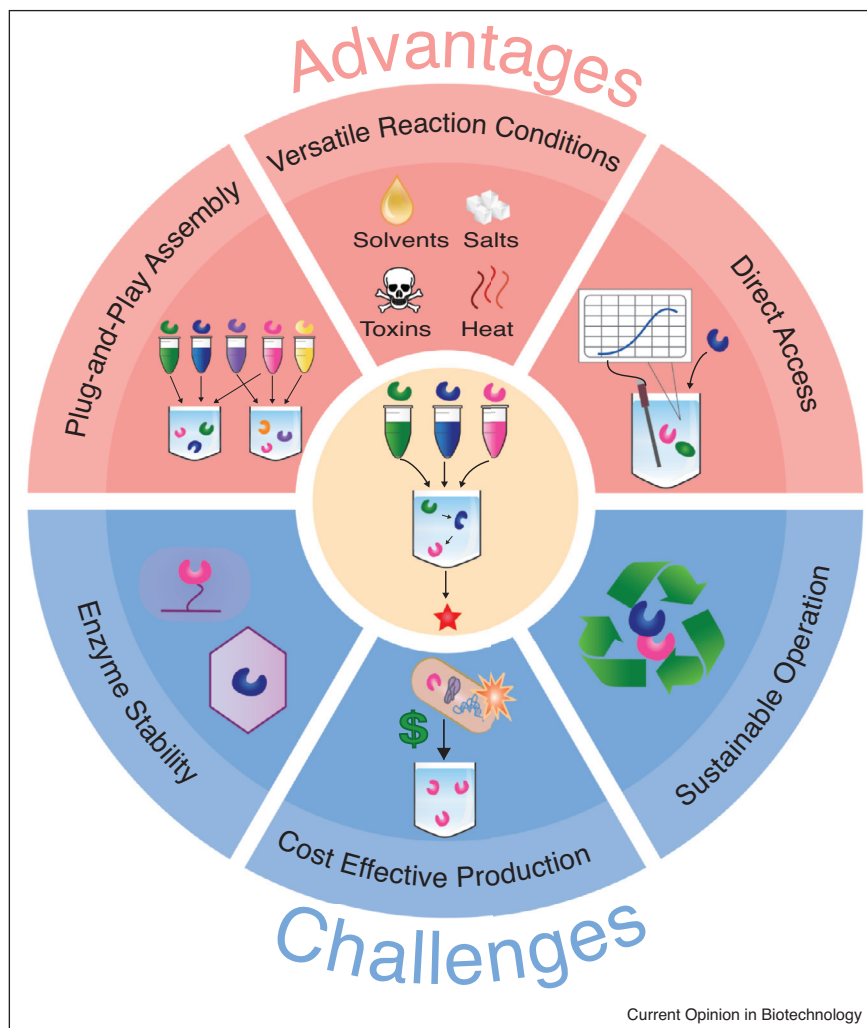 Advantages
Versatile Reaction Conditions
Plug-and-Play Assembly
Direct Access
Solvents
Salts
Toxins
Heat
Enzyme Stability
$
Cost Effective Production
Sustainable Operation
Challenges
Current Opinion in Biotechnology